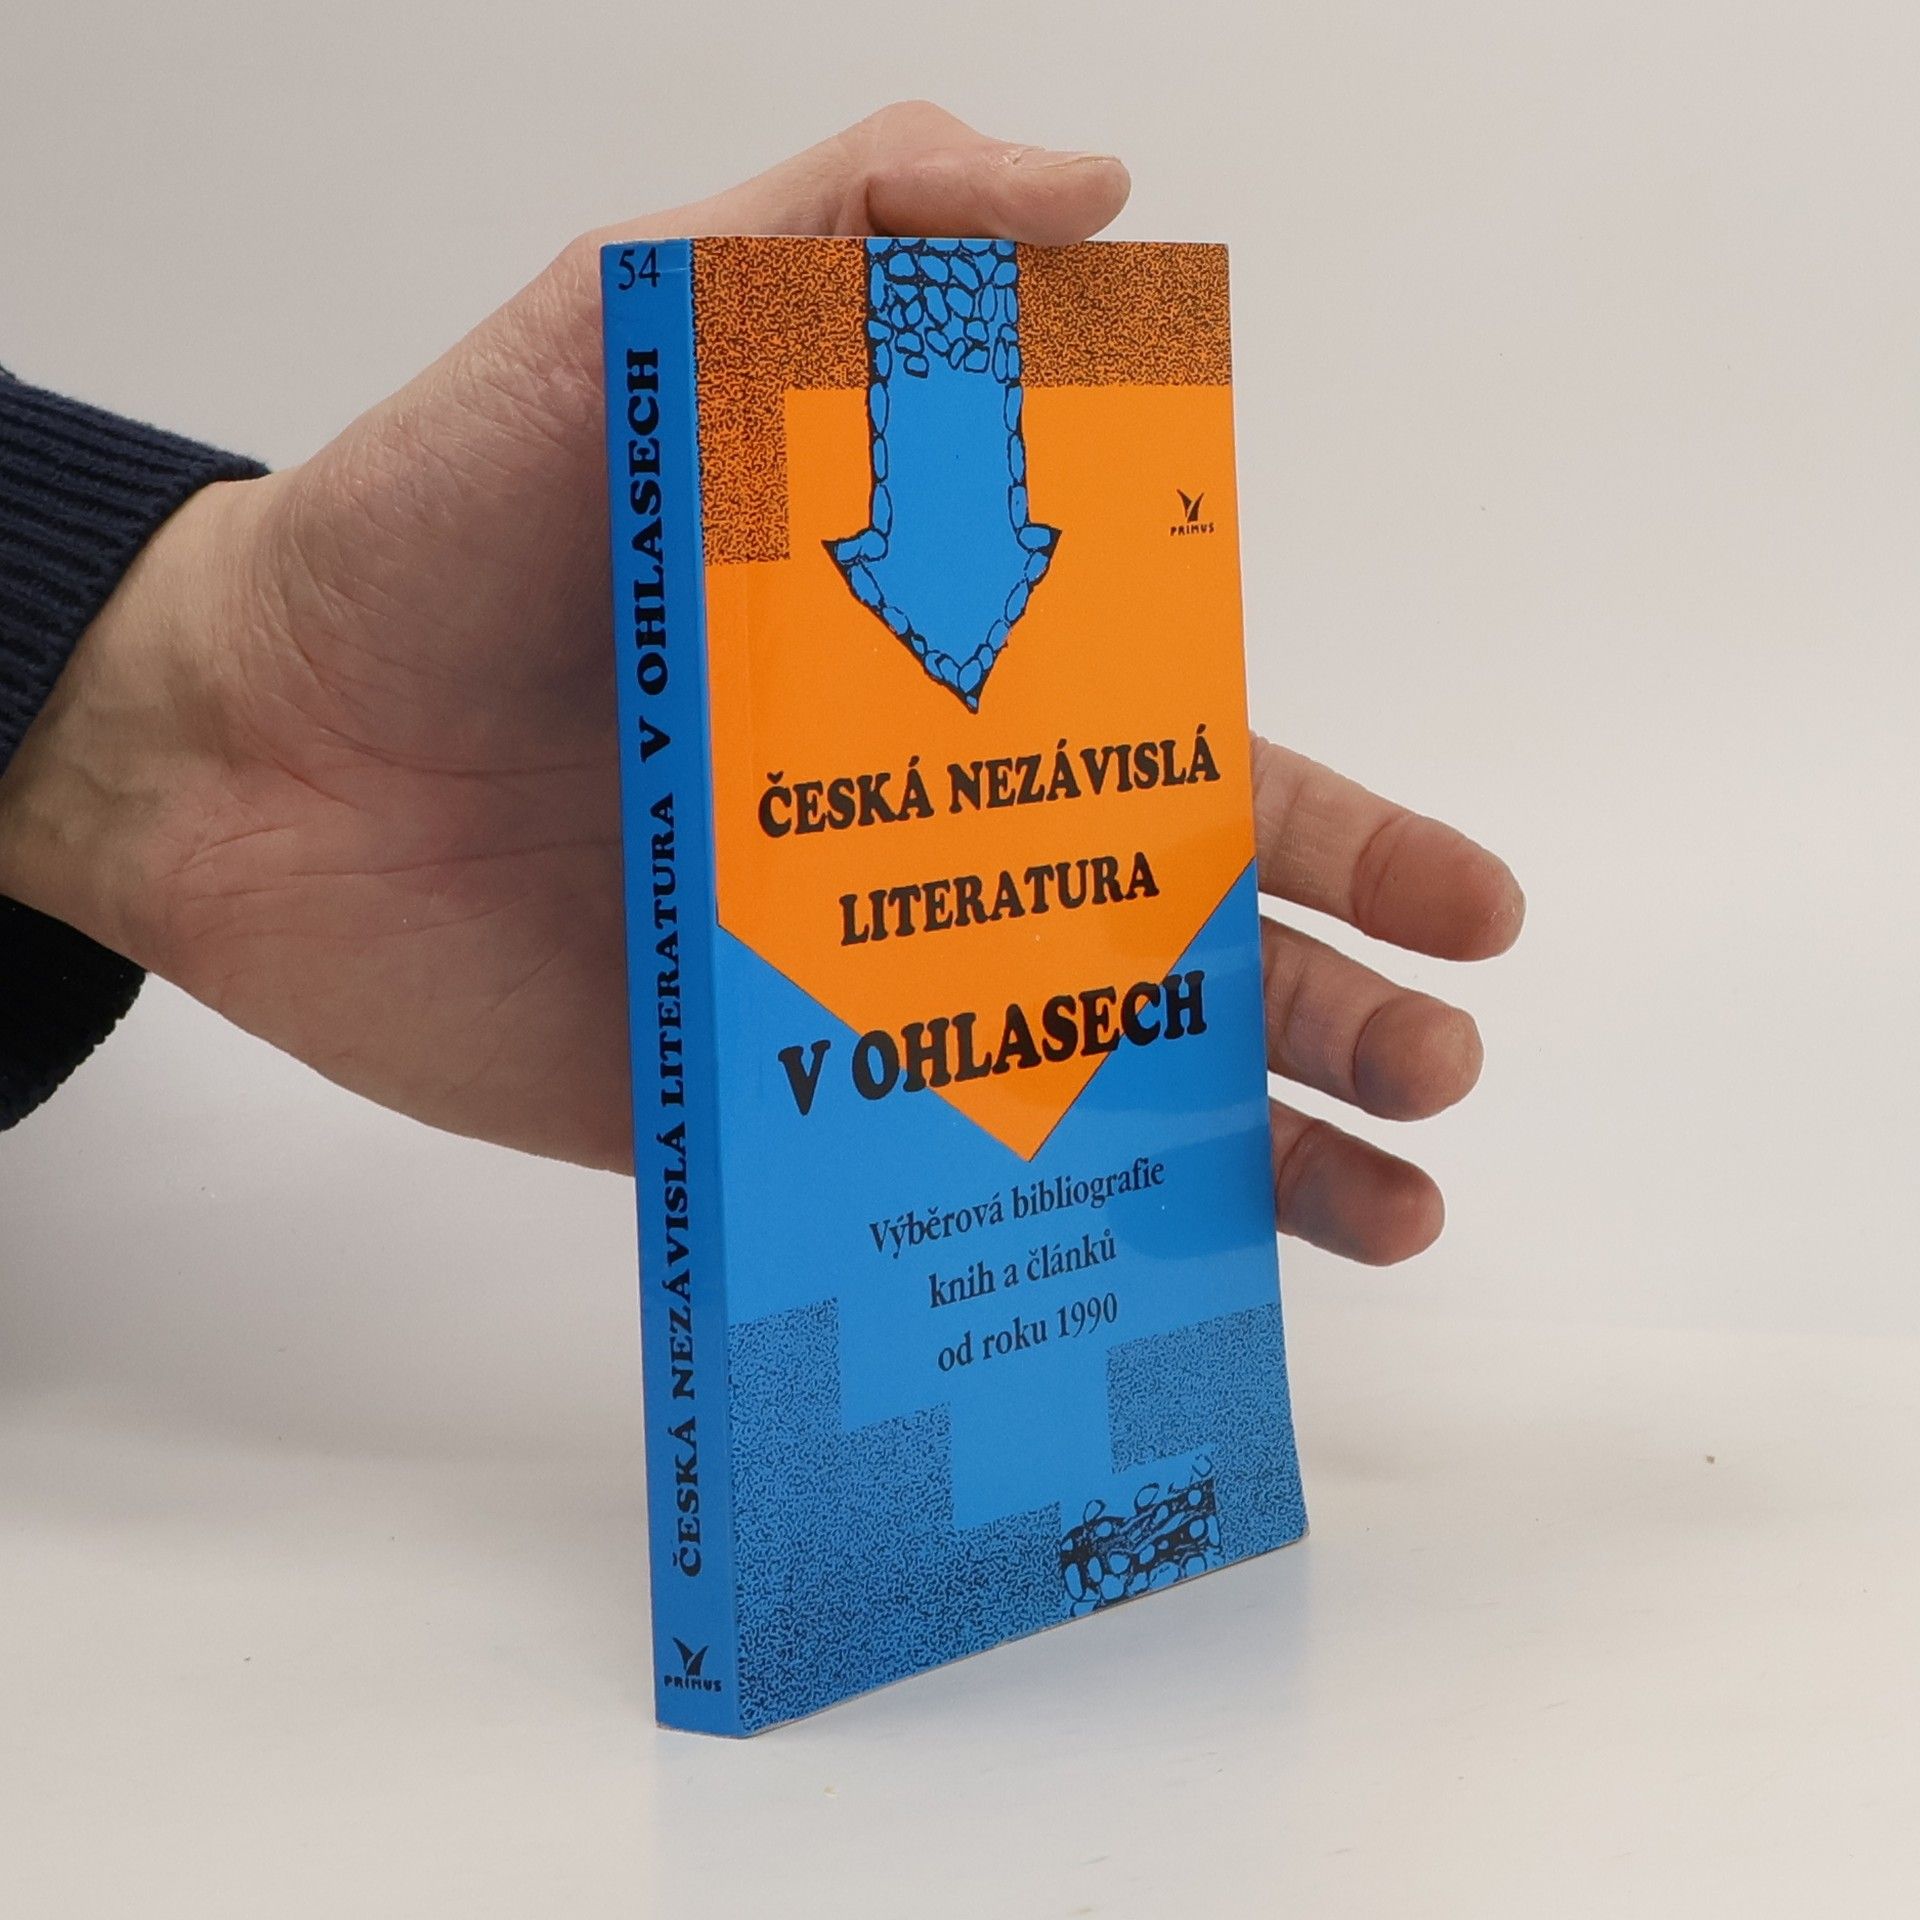 54
ČESKÁ NEZÁVISLÁ LITERATURA V OHLASECH
PRIMUS
PRIMUS
ČESKÁ NEZÁVISLÁ
LITERATURA
V OHLASECH
Výběrová bibliografie
knih a článků
od roku 1990